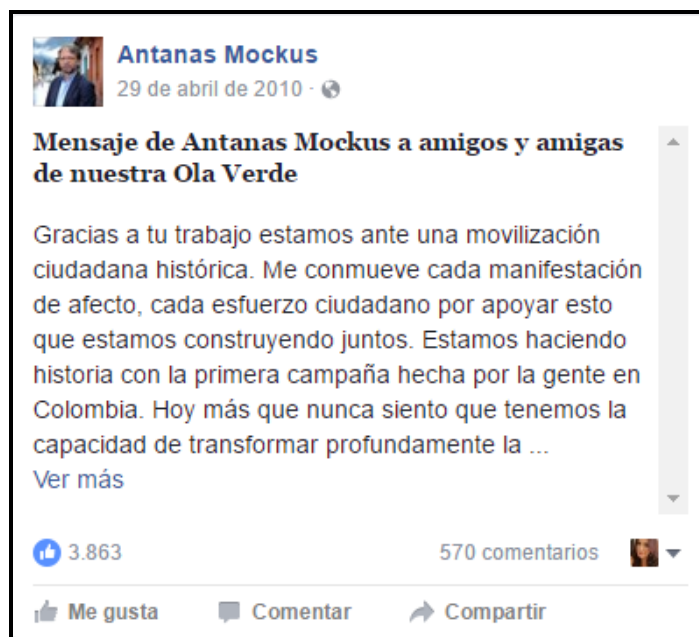 Antanas Mockus
29 de abril de 2010 ·
Mensaje de Antanas Mockus a amigos y amigas
de nuestra Ola Verde
Gracias a tu trabajo estamos ante una movilización
ciudadana histórica. Me conmueve cada manifestación
de afecto, cada esfuerzo ciudadano por apoyar esto
que estamos construyendo juntos. Estamos haciendo
historia con la primera campaña hecha por la gente en
Colombia. Hoy más que nunca siento que tenemos la
capacidad de transformar profundamente la ...
Ver más
3.863 570 comentarios
Me gusta Comentar Compartir